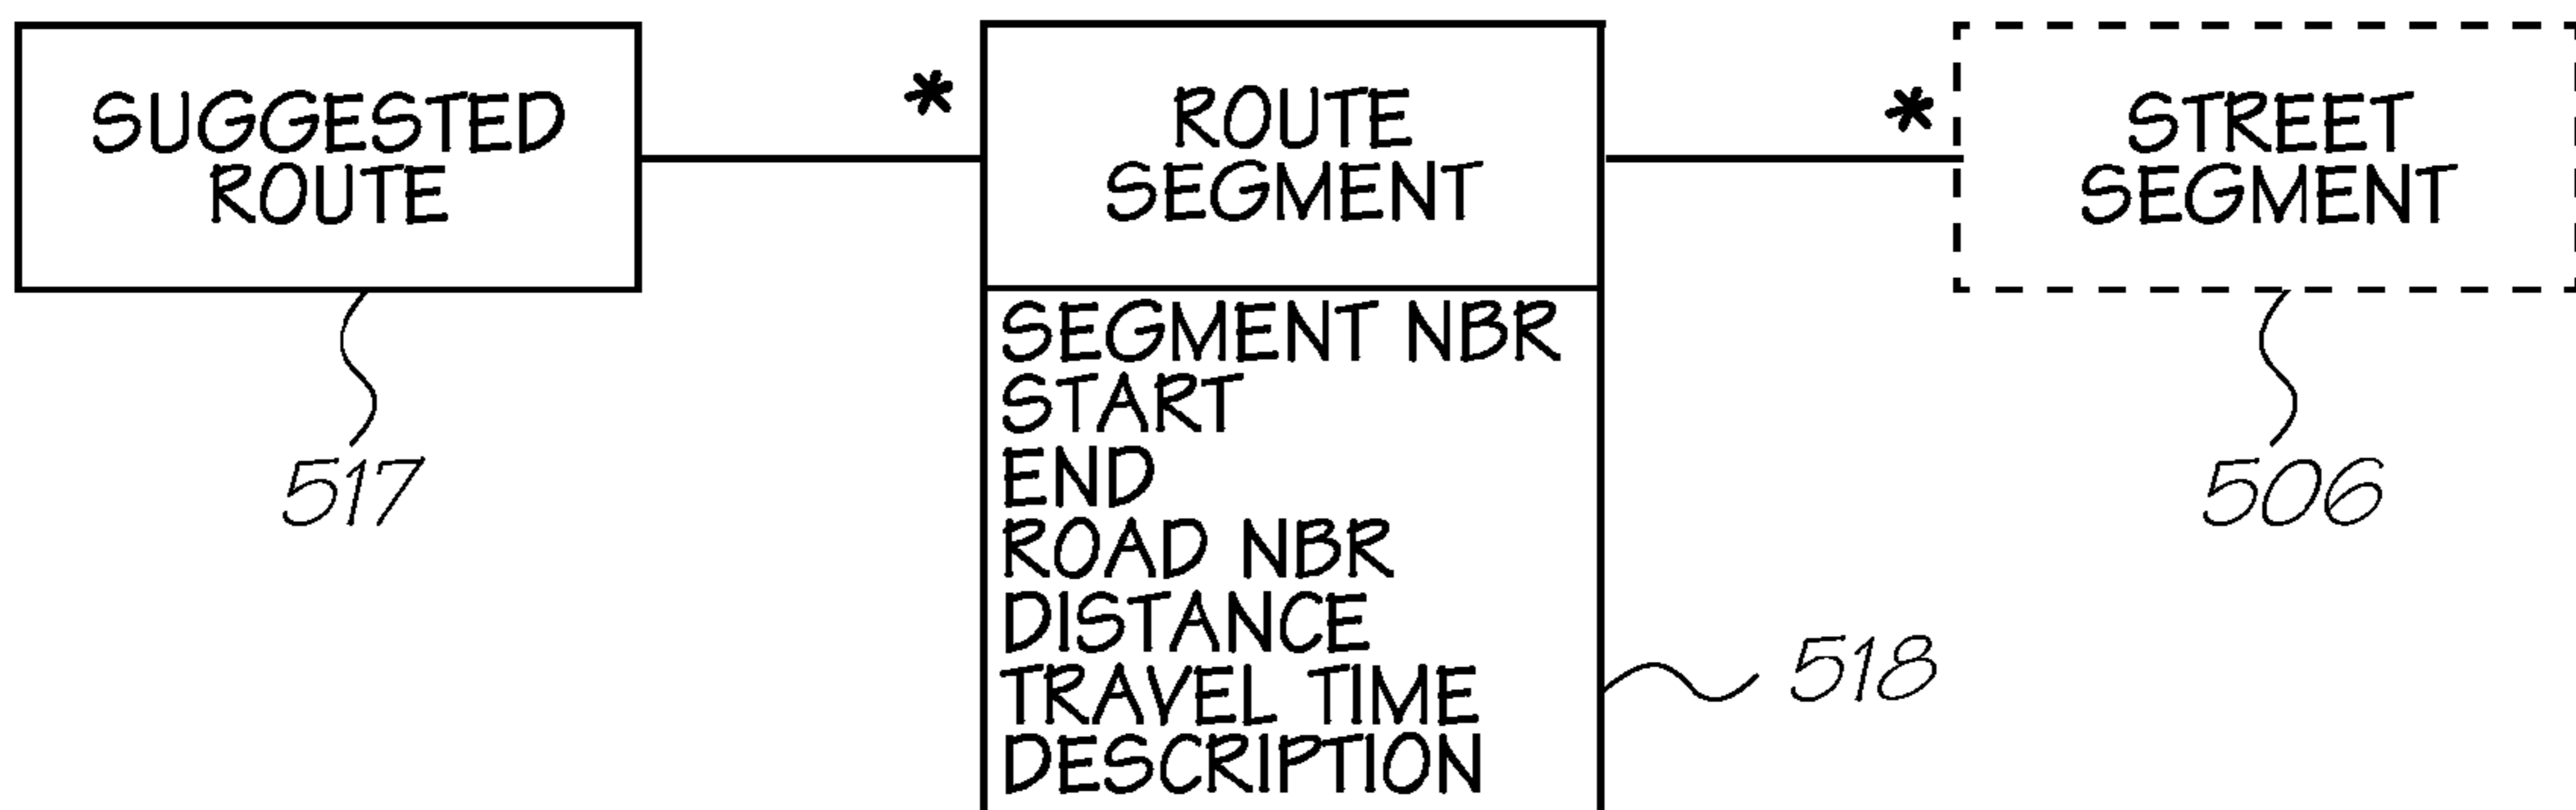 SUGGESTED
ROUTE
517
*
ROUTE
SEGMENT
SEGMENT NBR
START
END
ROAD NBR
DISTANCE
TRAVEL TIME
DESCRIPTION
518
*
STREET
SEGMENT
506